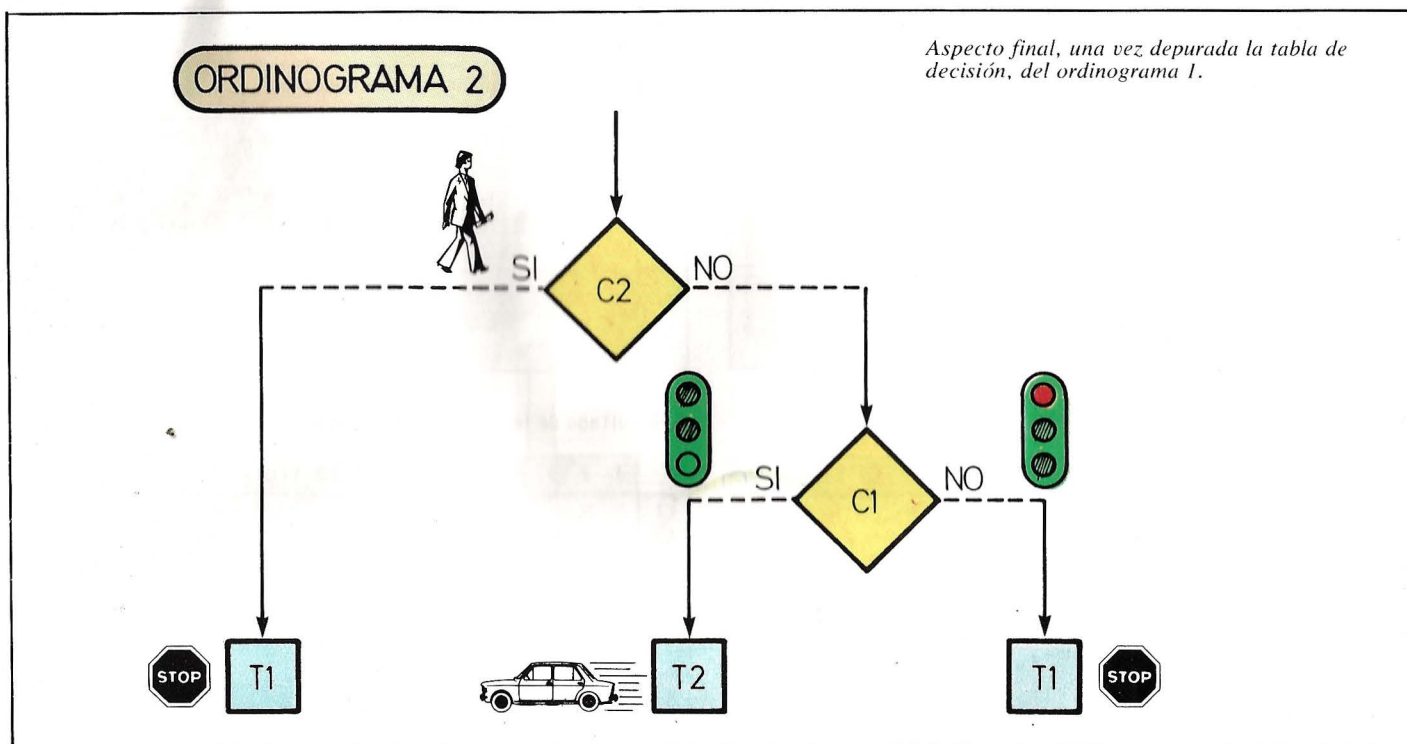 ORDINOGRAMA 2
Aspecto final, una vez depurada la tabla de
decisión, del ordinograma 1.
SI
C2
NO
SI
C1
NO
STOP
T1
T2
T1
STOP